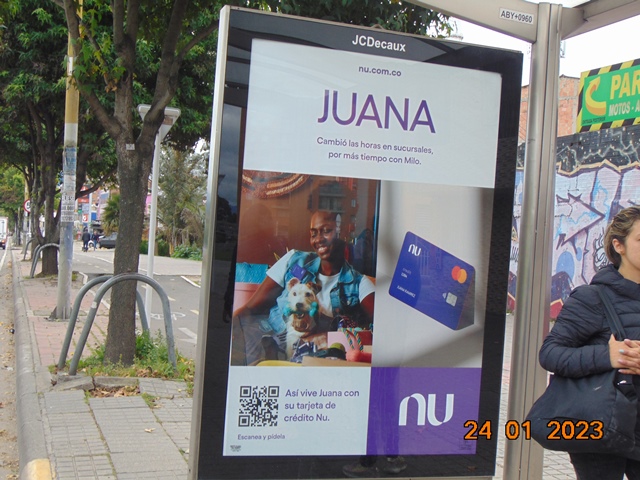 ABY+0960
JCDecaux
nu.com.co
JUANA
Cambió las horas en sucursales,
por más tiempo con Milo.
nu
Así vive Juana con
su tarjeta de
crédito Nu.
Escanea y pídela
nu
PAR
MOTOS - A
24 01 2023